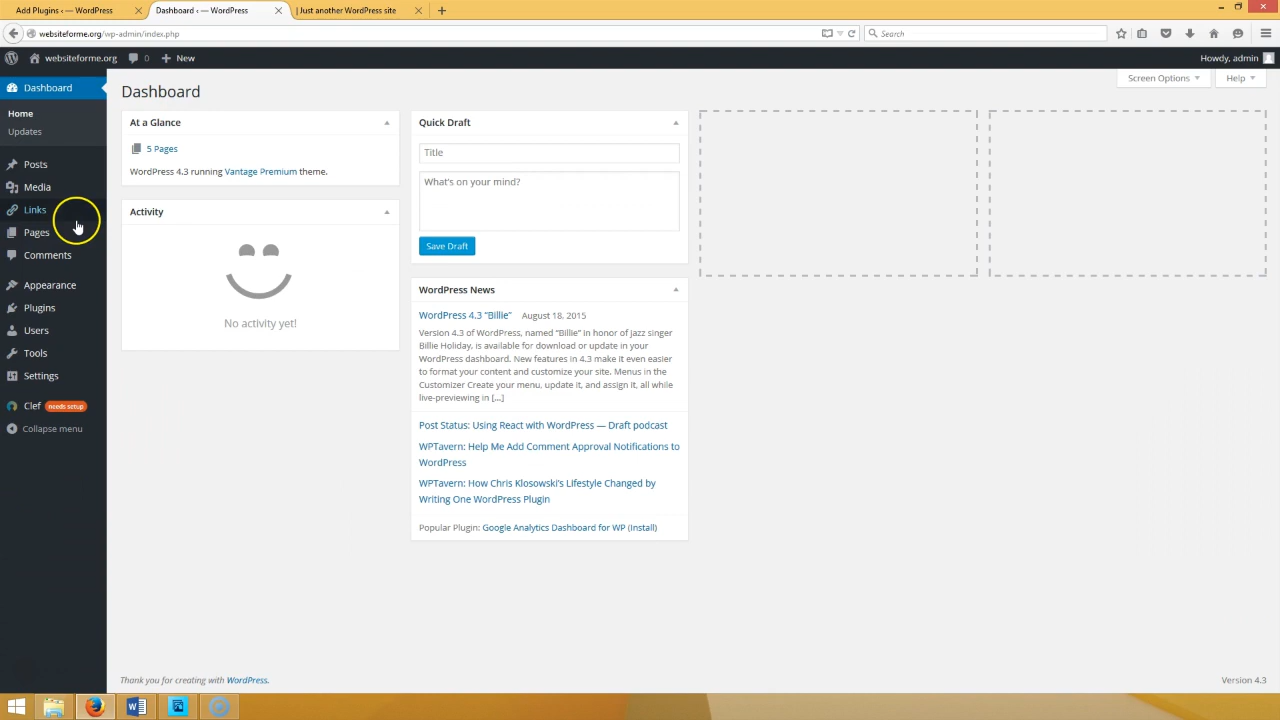 Add Plugins ‹ — WordPress
Dashboard ‹ — WordPress
| Just another WordPress site
websiteforme.org/wp-admin/index.php
Search
websiteforme.org
0
New
Howdy, admin
Dashboard
Home
Updates
Posts
Media
Links
Pages
Comments
Appearance
Plugins
Users
Tools
Settings
Clef needs setup
Collapse menu
Screen Options
Help
Dashboard
At a Glance
5 Pages
WordPress 4.3 running Vantage Premium theme.
Activity
No activity yet!
Quick Draft
Title
What's on your mind?
Save Draft
WordPress News
WordPress 4.3 “Billie” August 18, 2015
Version 4.3 of WordPress, named “Billie” in honor of jazz singer
Billie Holiday, is available for download or update in your
WordPress dashboard. New features in 4.3 make it even easier
to format your content and customize your site. Menus in the
Customizer Create your menu, update it, and assign it, all while
live-previewing in […]
Post Status: Using React with WordPress — Draft podcast
WPTavern: Help Me Add Comment Approval Notifications to
WordPress
WPTavern: How Chris Klosowski's Lifestyle Changed by
Writing One WordPress Plugin
Popular Plugin: Google Analytics Dashboard for WP (Install)
Thank you for creating with WordPress.
Version 4.3